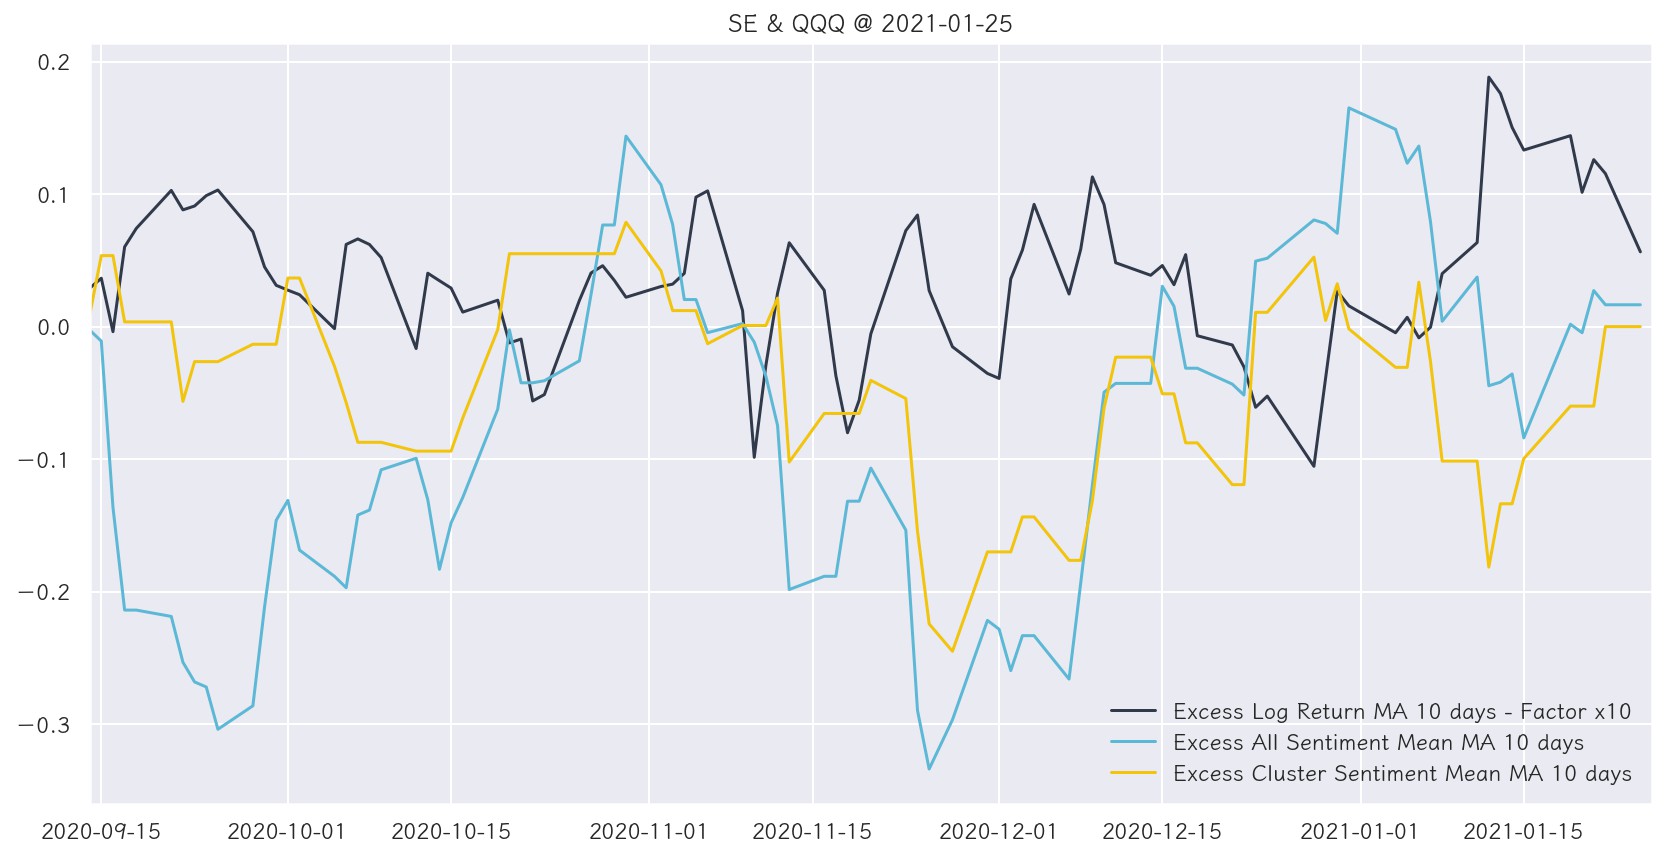 SE & QQQ @ 2021-01-25
0.2
0.1
0.0
−0.1
−0.2
−0.3
Excess Log Return MA 10 days - Factor x10
Excess All Sentiment Mean MA 10 days
Excess Cluster Sentiment Mean MA 10 days
2020-09-15 2020-10-01 2020-10-15 2020-11-01 2020-11-15 2020-12-01 2020-12-15 2021-01-01 2021-01-15